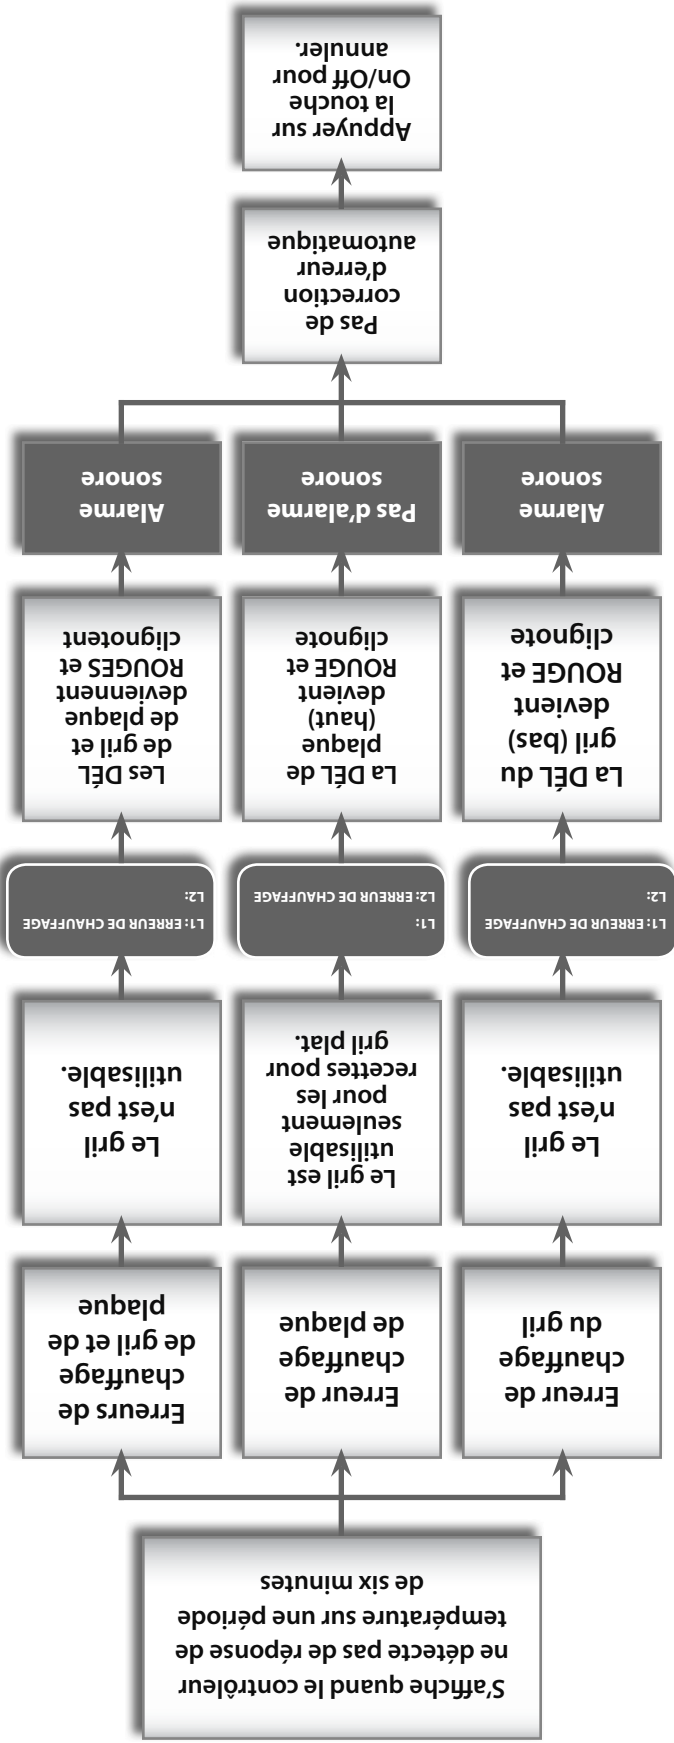 S'affiche quand le contrôleur
ne détecte pas de réponse de
température sur une période
de six minutes
Erreur de
chauffage
du gril
Erreur de
chauffage
de plaque
Erreurs de
chauffage
de gril et de
plaque
Le gril
n'est pas
utilisable.
Le gril est
utilisable
seulement
pour les
recettes pour
gril plat.
Le gril
n'est pas
utilisable.
L1: ERREUR DE CHAUFFAGE
L2:
L1:
L2: ERREUR DE CHAUFFAGE
L1: ERREUR DE CHAUFFAGE
L2:
La DÉL du
gril (bas)
devient
ROUGE et
clignote
La DÉL de
plaque
(haut)
devient
ROUGE et
clignote
Les DÉL
de gril et
de plaque
deviennent
ROUGES et
clignotent
Alarme
sonore
Pas d'alarme
sonore
Alarme
sonore
Pas de
correction
d'erreur
automatique
Appuyer sur
la touche
On/Off pour
annuler.